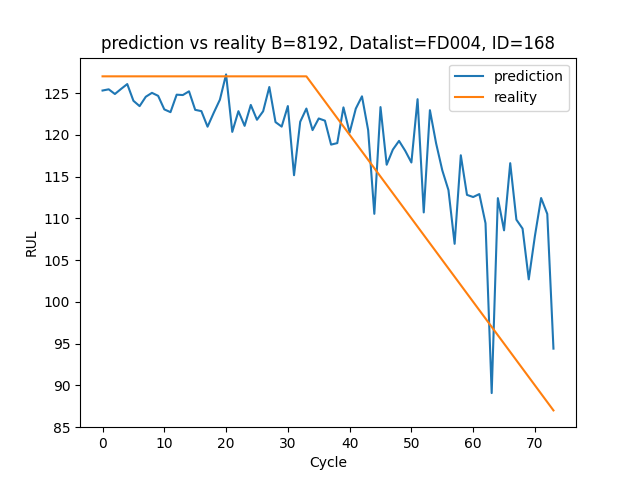 prediction vs reality B=8192, Datalist=FD004, ID=168
prediction
reality
RUL
125
120
115
110
105
100
95
90
85
0 10 20 30 40 50 60 70
Cycle